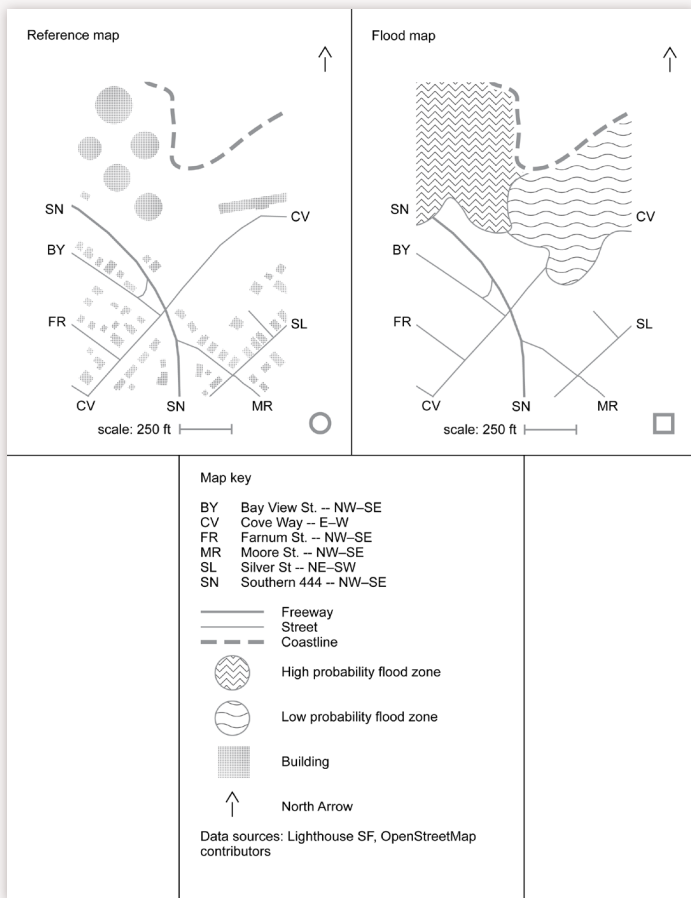 Reference map
SN
BY
FR
CV
SN
MR
CV
SL
scale: 250 ft
Flood map
SN
BY
FR
CV
SN
MR
CV
SL
scale: 250 ft
Map key
BY Bay View St. -- NW–SE
CV Cove Way -- E–W
FR Farnum St. -- NW–SE
MR Moore St. -- NW–SE
SL Silver St -- NE–SW
SN Southern 444 -- NW–SE
Freeway
Street
Coastline
High probability flood zone
Low probability flood zone
Building
North Arrow
Data sources: Lighthouse SF, OpenStreetMap
contributors